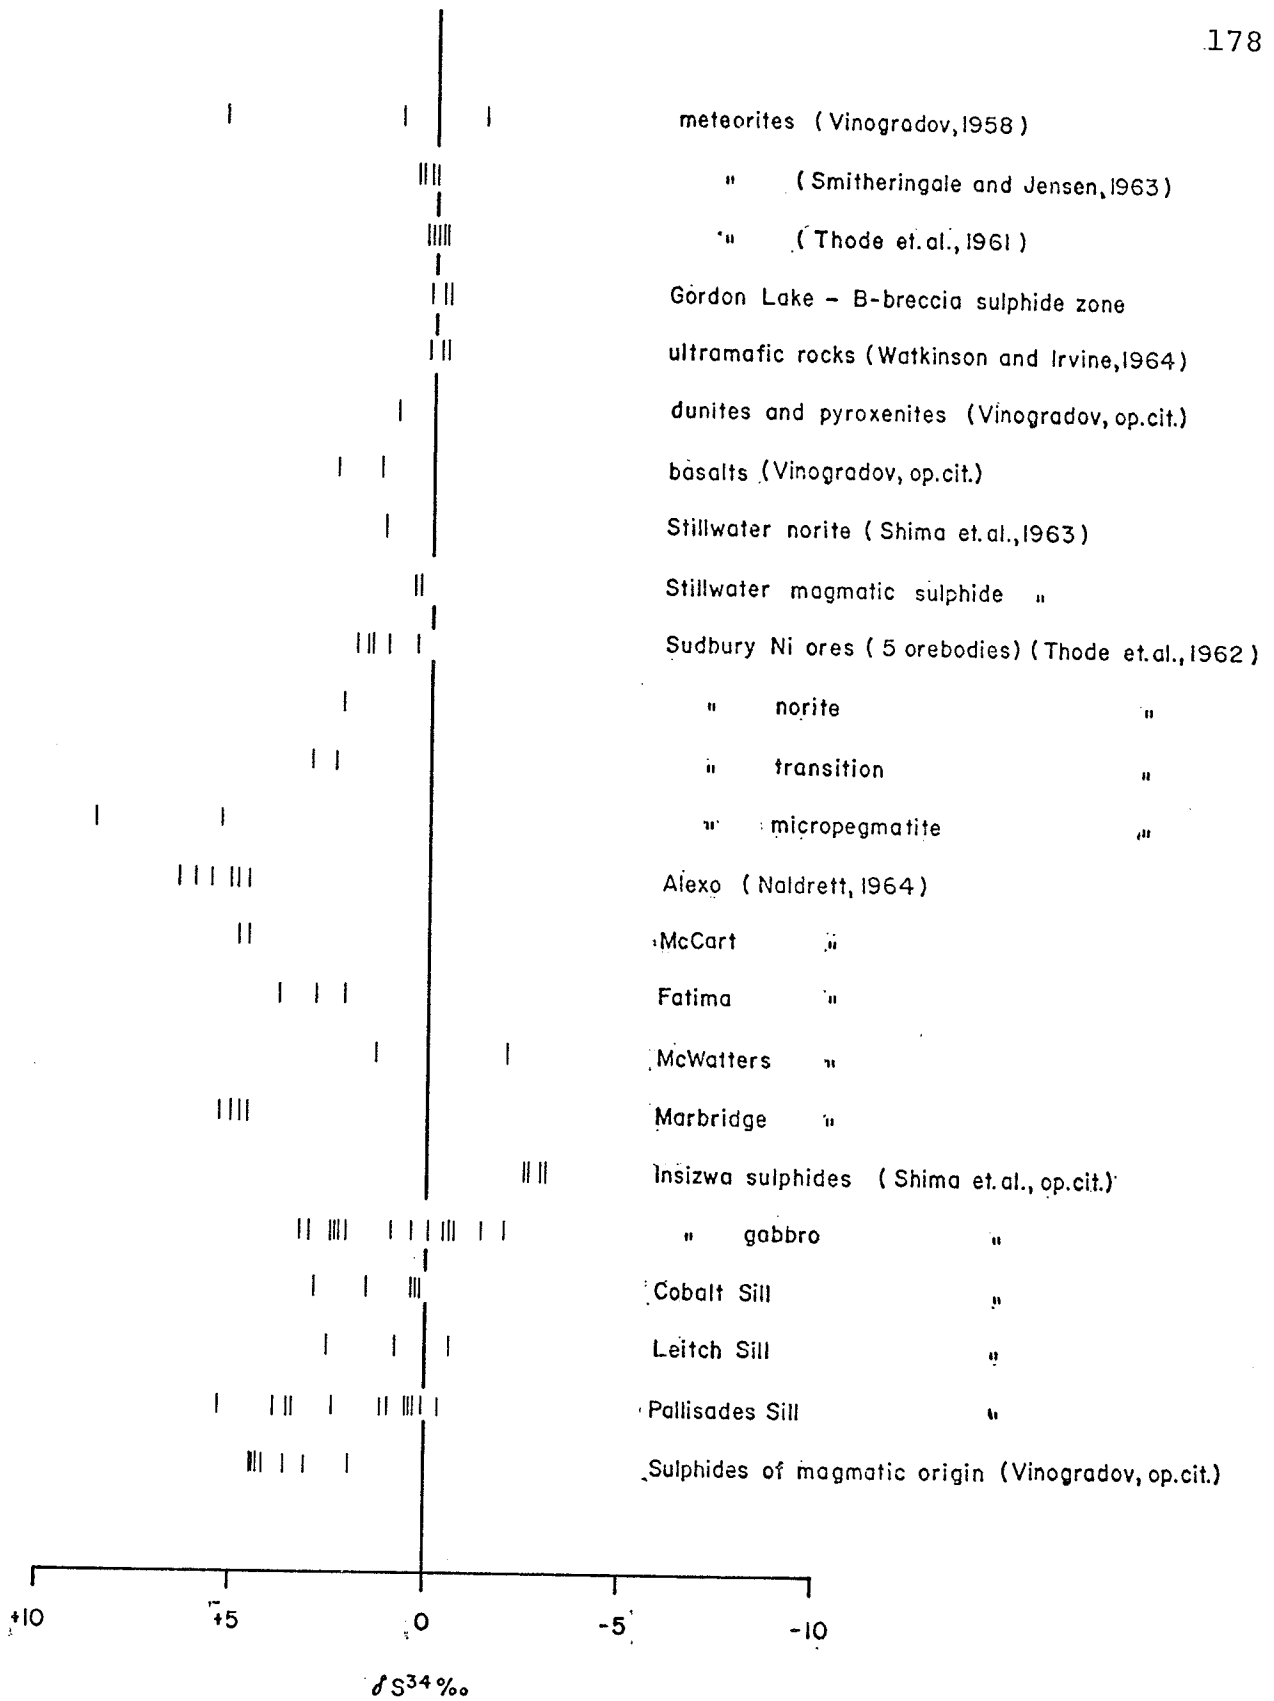 178
meteorites (Vinogradov, 1958)
" (Smitheringale and Jensen, 1963)
" (Thode et. al., 1961)
Gordon Lake - B-breccia sulphide zone
ultramafic rocks (Watkinson and Irvine, 1964)
dunites and pyroxenites (Vinogradov, op.cit.)
basalts (Vinogradov, op.cit.)
Stillwater norite (Shima et. al., 1963)
Stillwater magmatic sulphide "
Sudbury Ni ores (5 orebodies) (Thode et. al., 1962)
" norite "
" transition "
" micropegmatite "
Alexo (Naldrett, 1964)
McCart "
Fatima "
McWatters "
Marbridge "
Insizwa sulphides (Shima et. al., op.cit.)
" gabbro "
Cobalt Sill "
Leitch Sill "
Pallisades Sill "
Sulphides of magmatic origin (Vinogradov, op.cit.)
+10 +5 0 -5 -10
δS34‰